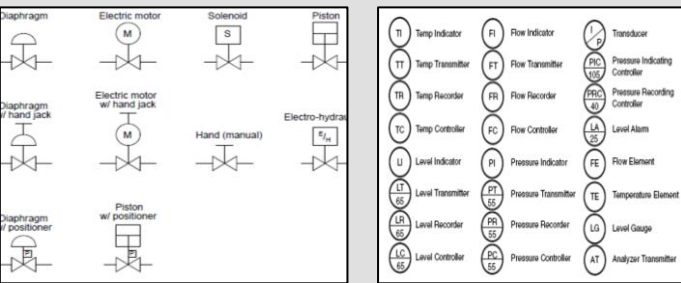 Diaphragm
Electric motor
Solenoid
Piston
M
S
Diaphragm
w/ hand jack
Electric motor
w/ hand jack
M
Hand (manual)
E/H
Diaphragm
w/ positioner
Piston
w/ positioner
P
P
TI Temp Indicator
TT Temp Transmitter
TR Temp Recorder
TC Temp Controller
LI Level Indicator
LT 65 Level Transmitter
LR 65 Level Recorder
LC 65 Level Controller
FI Flow Indicator
FT Flow Transmitter
FR Flow Recorder
FC Flow Controller
PI Pressure Indicator
PT 55 Pressure Transmitter
PR 55 Pressure Recorder
PC 55 Pressure Controller
I/P Transducer
PIC 105 Pressure Indicating
Controller
PRC 40 Pressure Recording
Controller
LA 25 Level Alarm
FE Flow Element
TE Temperature Element
LG Level Gauge
AT Analyzer Transmitter